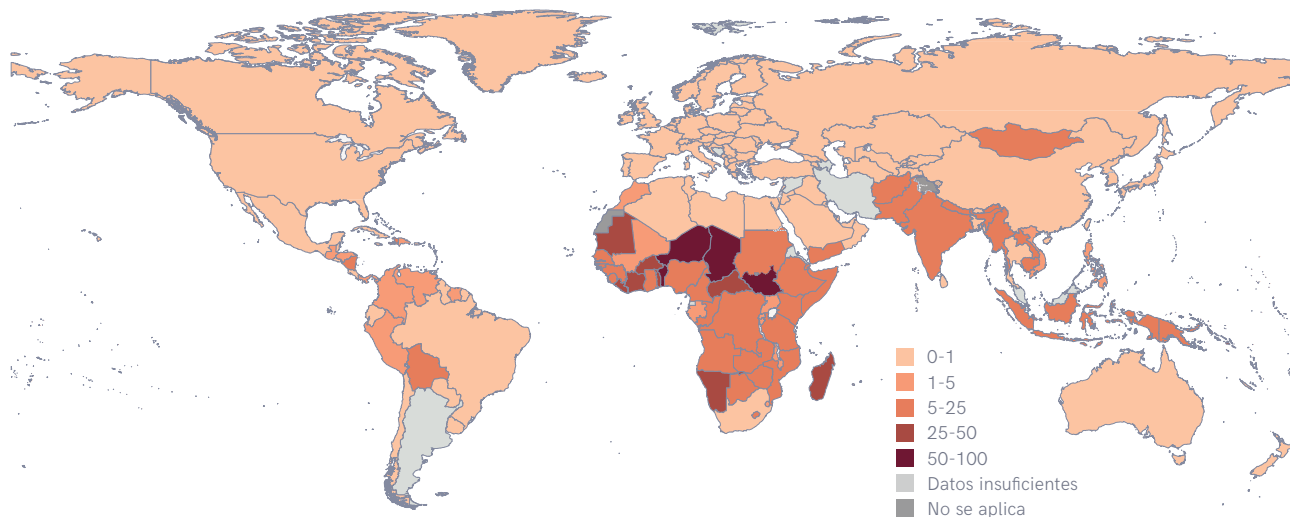 0-1
1-5
5-25
25-50
50-100
Datos insuficientes
No se aplica